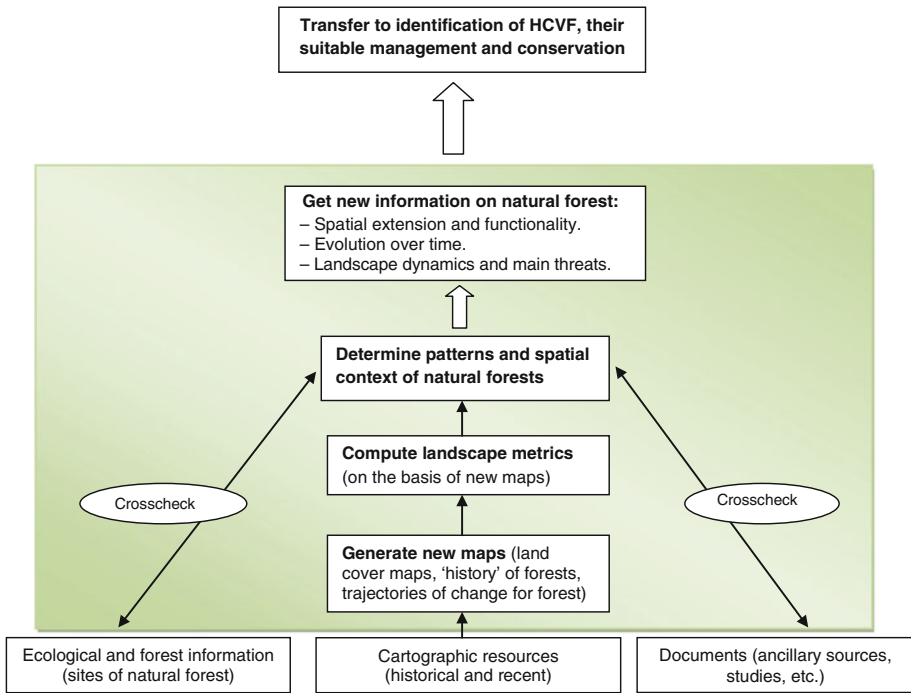 Transfer to identification of HCVF, their
suitable management and conservation
Get new information on natural forest:
– Spatial extension and functionality.
– Evolution over time.
– Landscape dynamics and main threats.
Determine patterns and spatial
context of natural forests
Compute landscape metrics
(on the basis of new maps)
Crosscheck
Crosscheck
Generate new maps (land
cover maps, ‘history’ of forests,
trajectories of change for forest)
Ecological and forest information
(sites of natural forest)
Cartographic resources
(historical and recent)
Documents (ancillary sources,
studies, etc.)